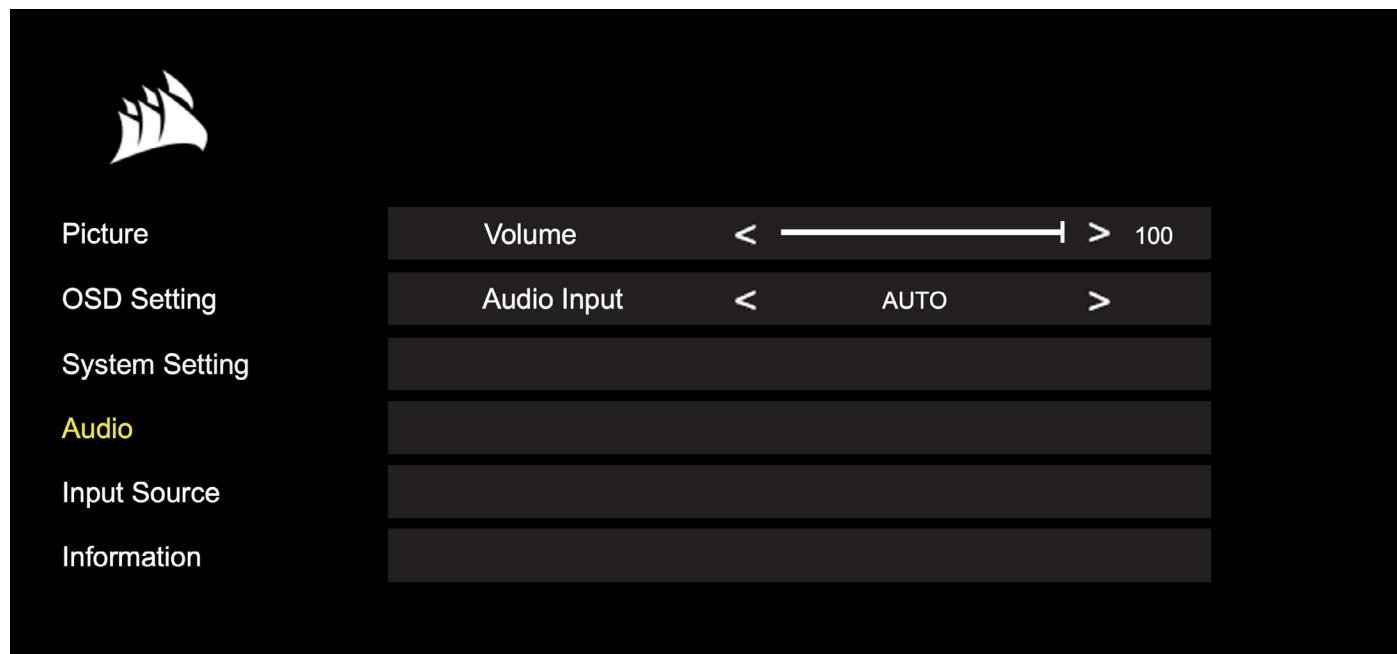 Picture Volume < > 100
OSD Setting Audio Input < AUTO >
System Setting
Audio
Input Source
Information